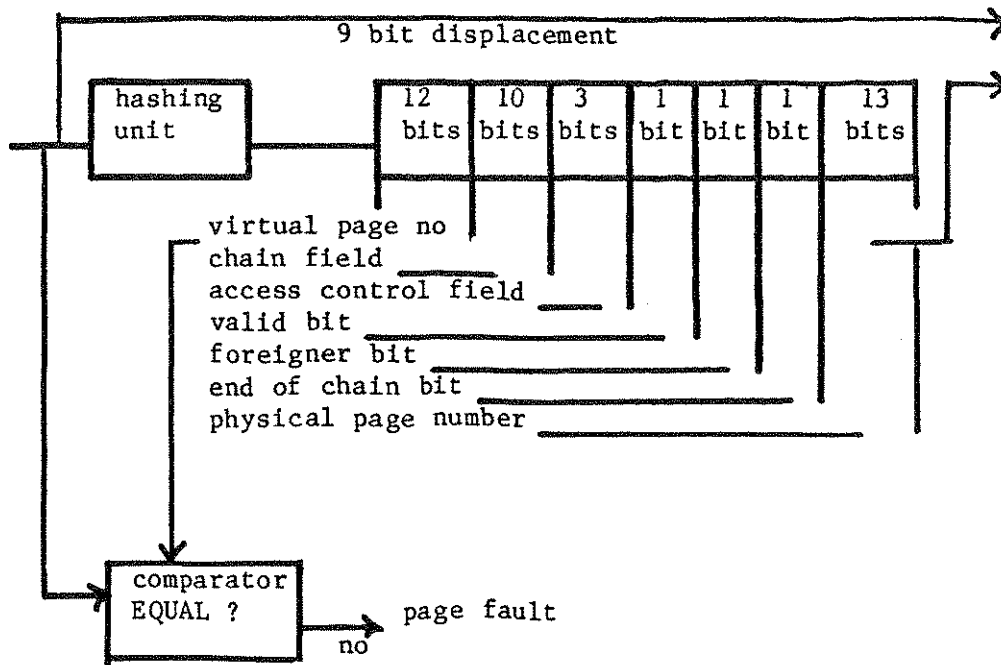 9 bit displacement
hashing
unit
12 10 3 1 1 1 13
bits bits bits bit bit bit bits
virtual page no
chain field
access control field
valid bit
foreigner bit
end of chain bit
physical page number
comparator
EQUAL ?
page fault
no